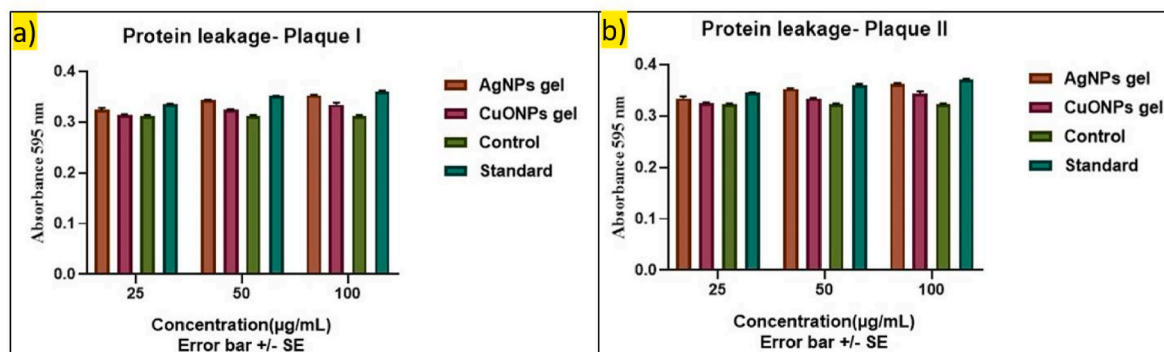 a)
Protein leakage- Plaque I
0.4
0.3
0.2
0.1
0.0
Absorbance 595 nm
25
50
100
Concentration(µg/mL)
Error bar +/- SE
AgNPs gel
CuONPs gel
Control
Standard
b)
Protein leakage- Plaque II
0.4
0.3
0.2
0.1
0.0
Absorbance 595 nm
25
50
100
Concentration(µg/mL)
Error bar +/- SE
AgNPs gel
CuONPs gel
Control
Standard